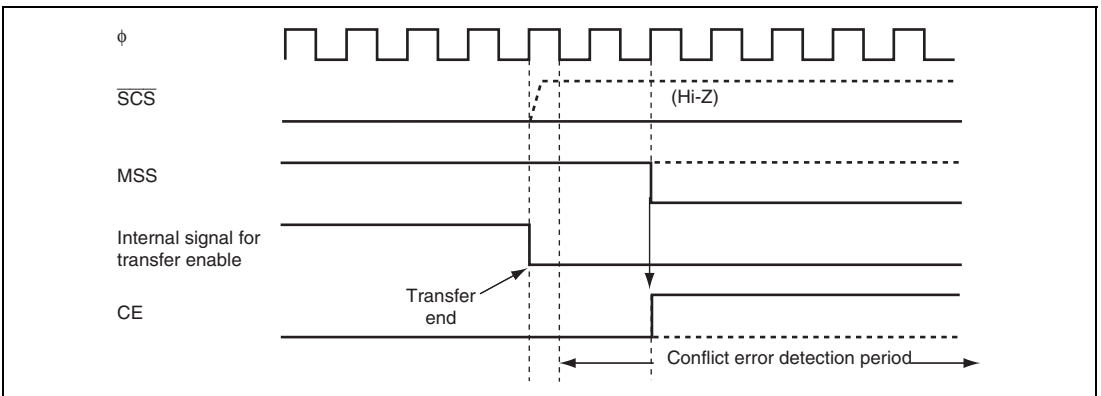 ϕ
SCS
(Hi-Z)
MSS
Internal signal for
transfer enable
Transfer
end
CE
Conflict error detection period